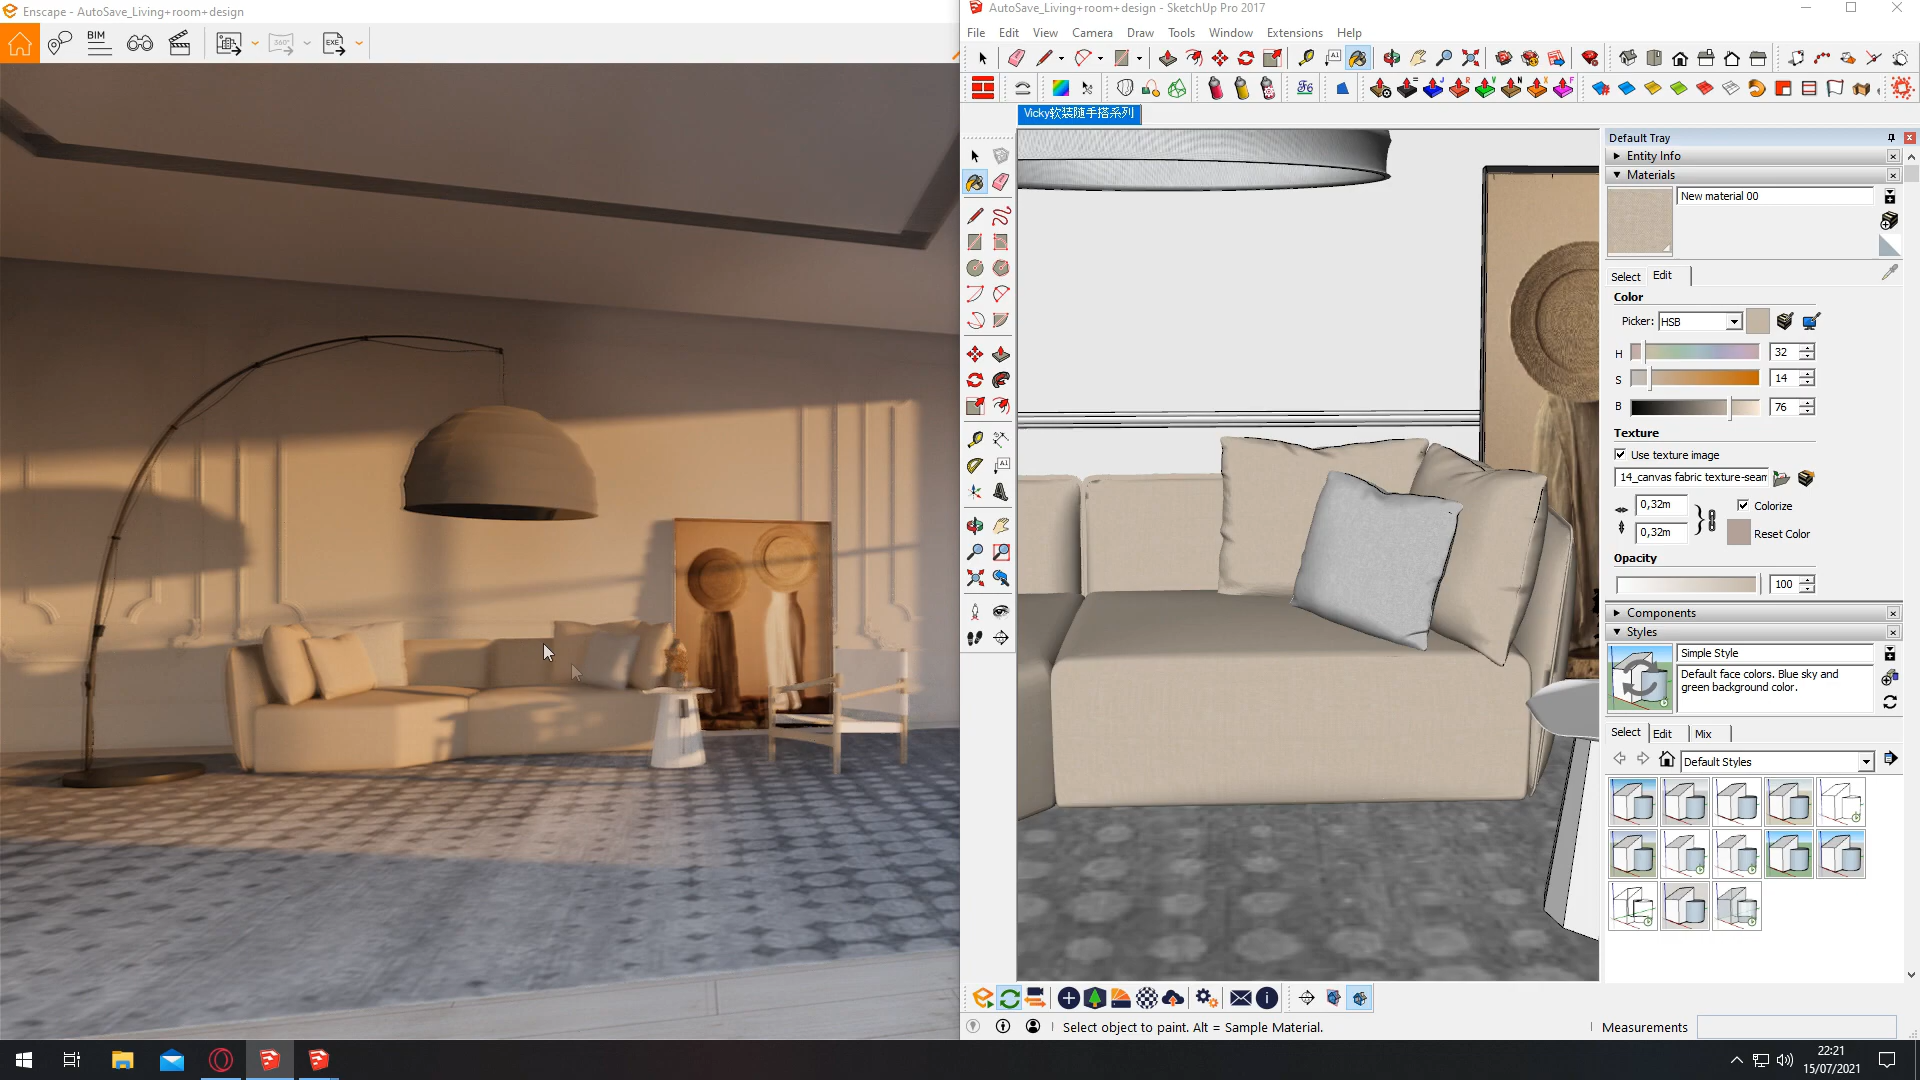 Enscape - AutoSave_Living+room+design
BIM
360°
EXE
AutoSave_Living+room+design - SketchUp Pro 2017
File Edit View Camera Draw Tools Window Extensions Help
Vicky软装随手搭系列
Default Tray
Entity Info
Materials
New material 00
Select Edit
Color
Picker: HSB
H 32
S 14
B 76
Texture
Use texture image
14_canvas fabric texture-seam
0,32m
Colorize
0,32m
Reset Color
Opacity
100
Components
Styles
Simple Style
Default face colors. Blue sky and
green background color.
Select Edit Mix
Default Styles
Select object to paint. Alt = Sample Material.
Measurements
22:21
15/07/2021